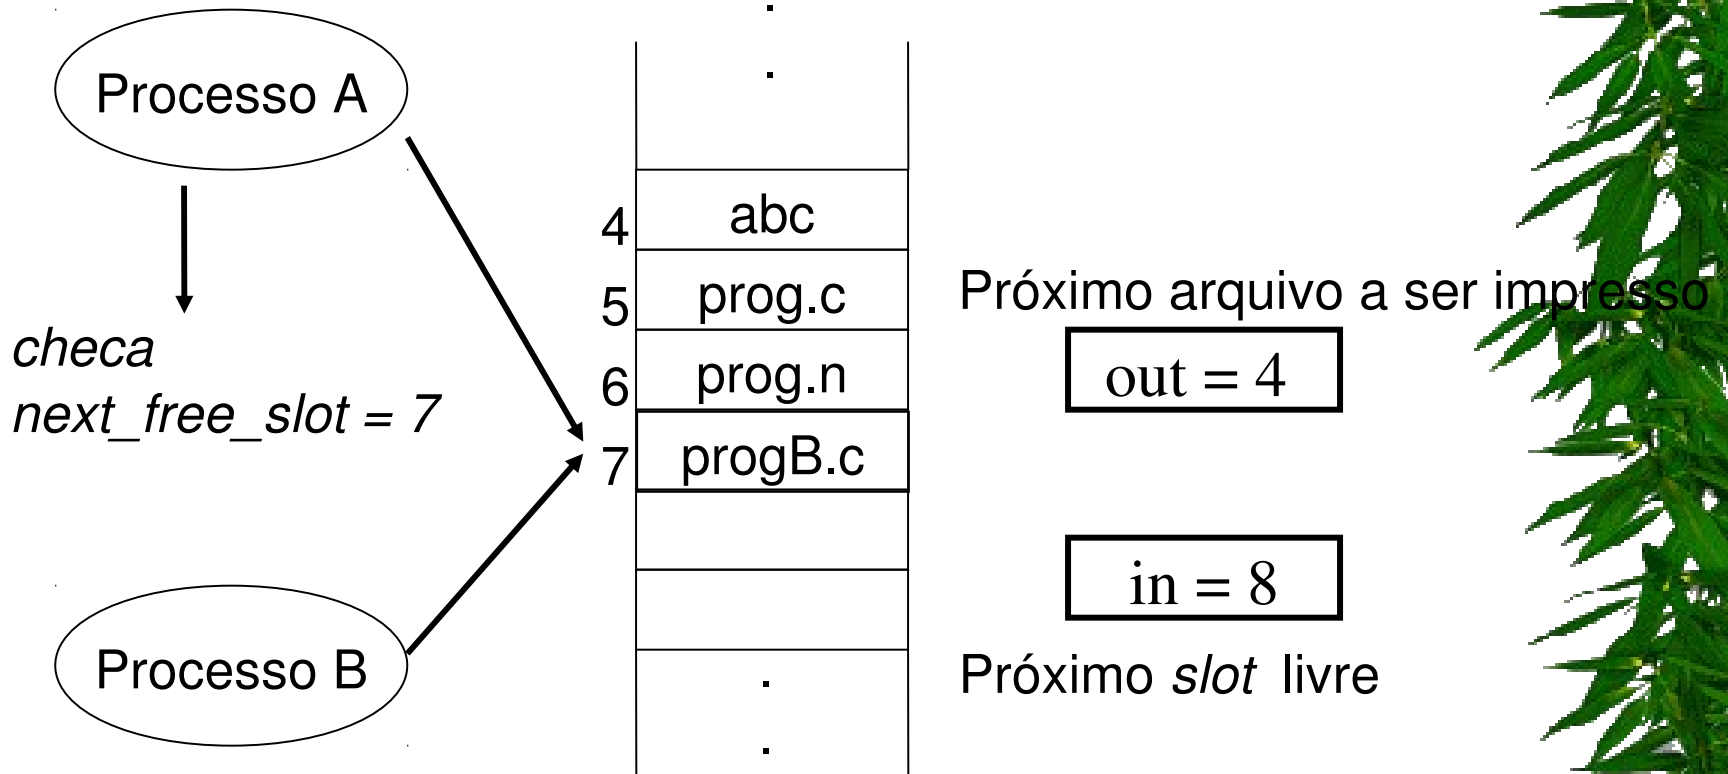 Processo A
checa
next_free_slot = 7
Processo B
4 abc
5 prog.c
6 prog.n
7 progB.c
Próximo arquivo a ser impresso
out = 4
in = 8
Próximo slot livre